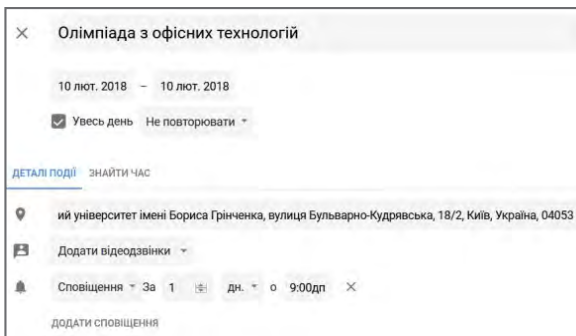 Олімпіада з офісних технологій
10 лют. 2018 – 10 лют. 2018
Увесь день Не повторювати
ДЕТАЛІ ПОДІЇ ЗНАЙТИ ЧАС
ий університет імені Бориса Грінченка, вулиця Бульварно-Кудрявська, 18/2, Київ, Україна, 04053
Додати відеодзвінки
Сповіщення За 1 дн. о 9:00дп
ДОДАТИ СПОВІЩЕННЯ